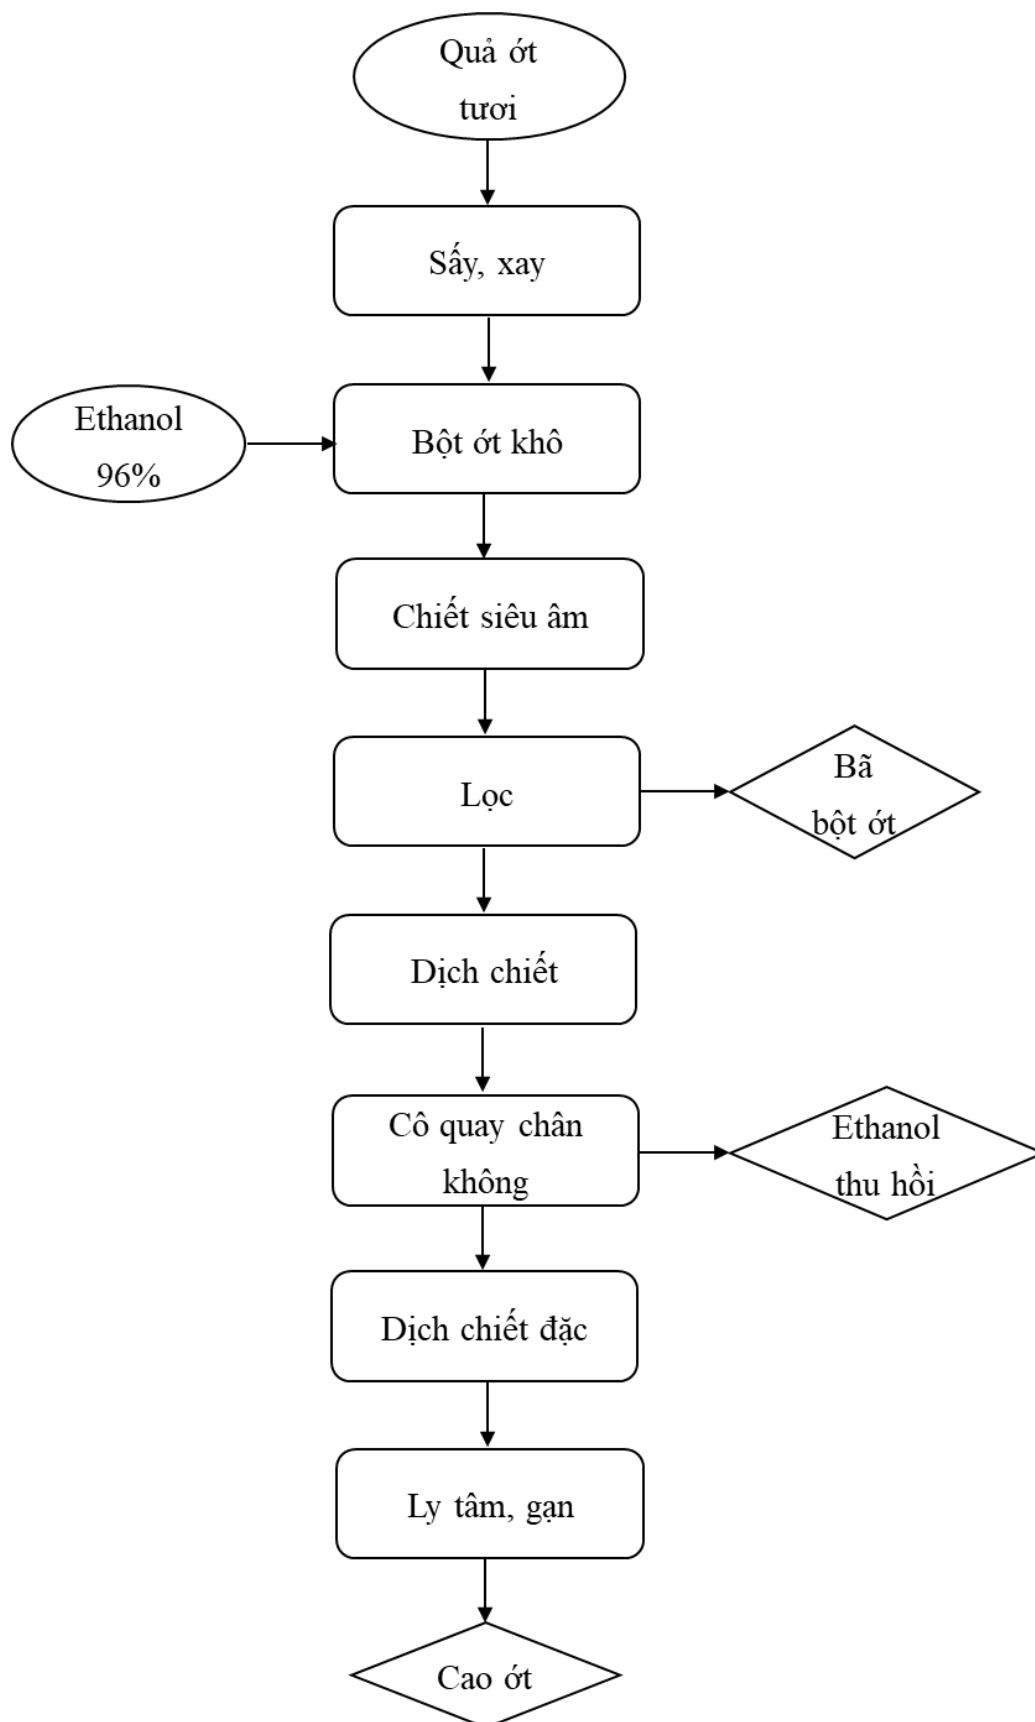 Quả ớt
tươi
Sấy, xay
Ethanol
96%
Bột ớt khô
Chiết siêu âm
Lọc
Bã
bột ớt
Dịch chiết
Cô quay chân
không
Ethanol
thu hồi
Dịch chiết đặc
Ly tâm, gạn
Cao ớt